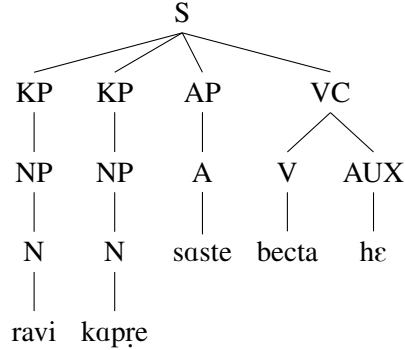 S
KP KP AP VC
NP NP A V AUX
N N sɑste becta hɛ
ravi kɑpṛe